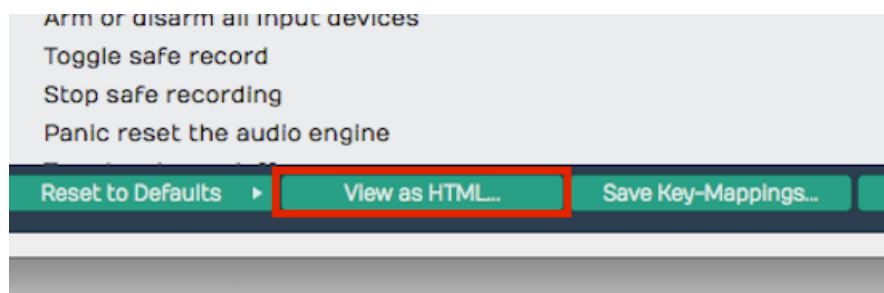 Arm or disarm all input devices
Toggle safe record
Stop safe recording
Panic reset the audio engine
Reset to Defaults View as HTML... Save Key-Mappings...